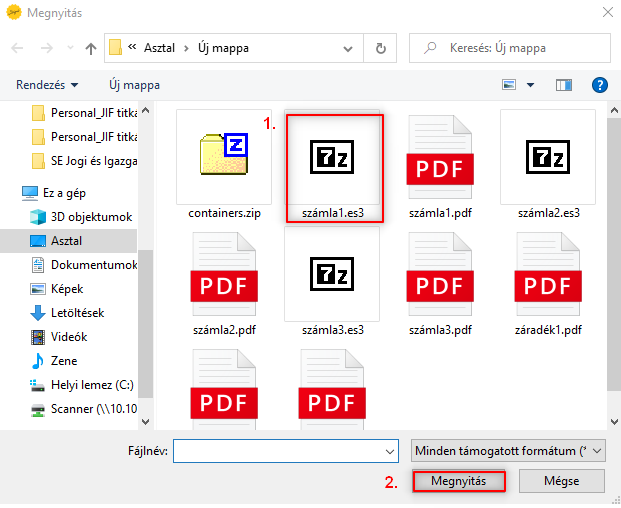 Megnyitás
« Asztal > Új mappa
Keresés: Új mappa
Rendezés
Új mappa
?
Personal_JIF titka
Personal_JIF titka
SE Jogi és Igazga
Ez a gép
3D objektumok
Asztal
Dokumentumok
Képek
Letöltések
Videók
Zene
Helyi lemez (C:)
Scanner (\\10.10
1.
Z
7z
PDF
7z
containers.zip
számla1.es3
számla1.pdf
számla2.es3
PDF
7z
PDF
PDF
számla2.pdf
számla3.es3
számla3.pdf
záradék1.pdf
PDF
PDF
Fájlnév:
Minden támogatott formátum (*
2.
Megnyitás
Mégse